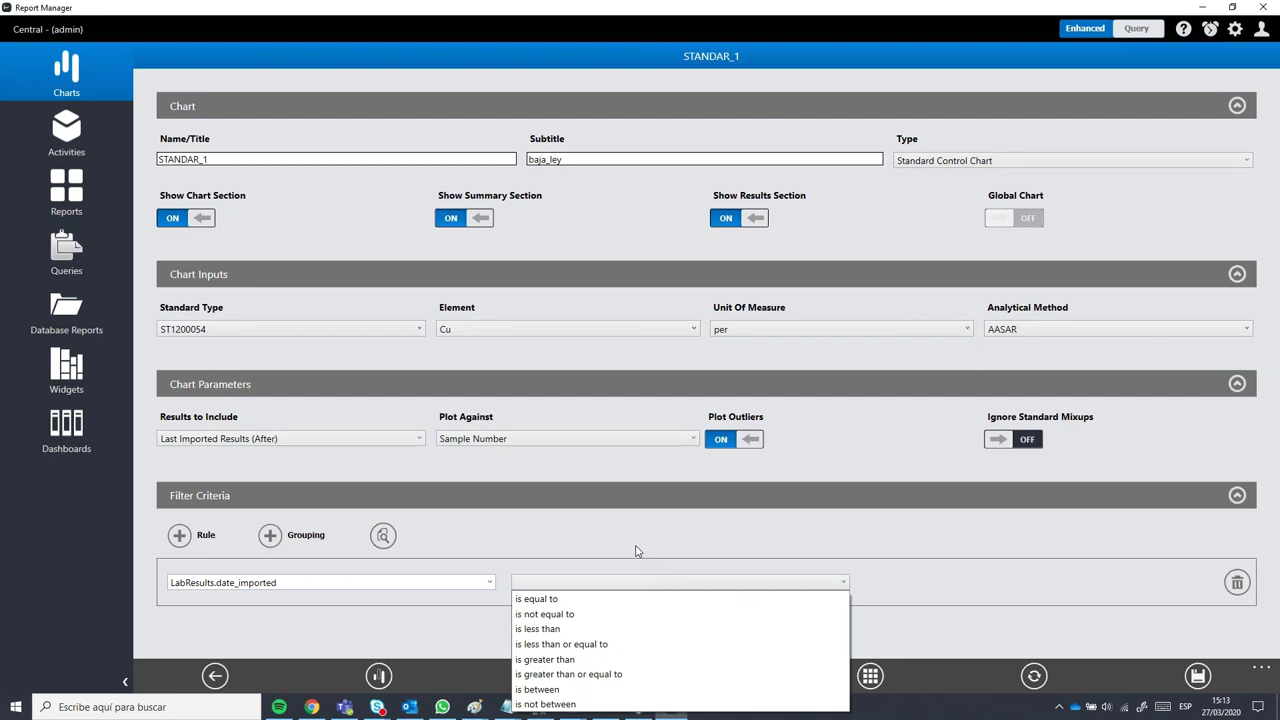 Report Manager
Central - (admin)
Enhanced
Query
STANDAR_1
Charts
Activities
Reports
Queries
Database Reports
Widgets
Dashboards
Chart
Name/Title
Subtitle
Type
STANDAR_1
baja_ley
Standard Control Chart
Show Chart Section
Show Summary Section
Show Results Section
Global Chart
ON
ON
ON
OFF
Chart Inputs
Standard Type
Element
Unit Of Measure
Analytical Method
ST1200054
Cu
per
AASAR
Chart Parameters
Results to Include
Plot Against
Plot Outliers
Ignore Standard Mixups
Last Imported Results (After)
Sample Number
ON
OFF
Filter Criteria
Rule
Grouping
LabResults.date_imported
is equal to
is not equal to
is less than
is less than or equal to
is greater than
is greater than or equal to
is between
is not between
Escribe aquí para buscar
ESP
15:13
27/03/2020